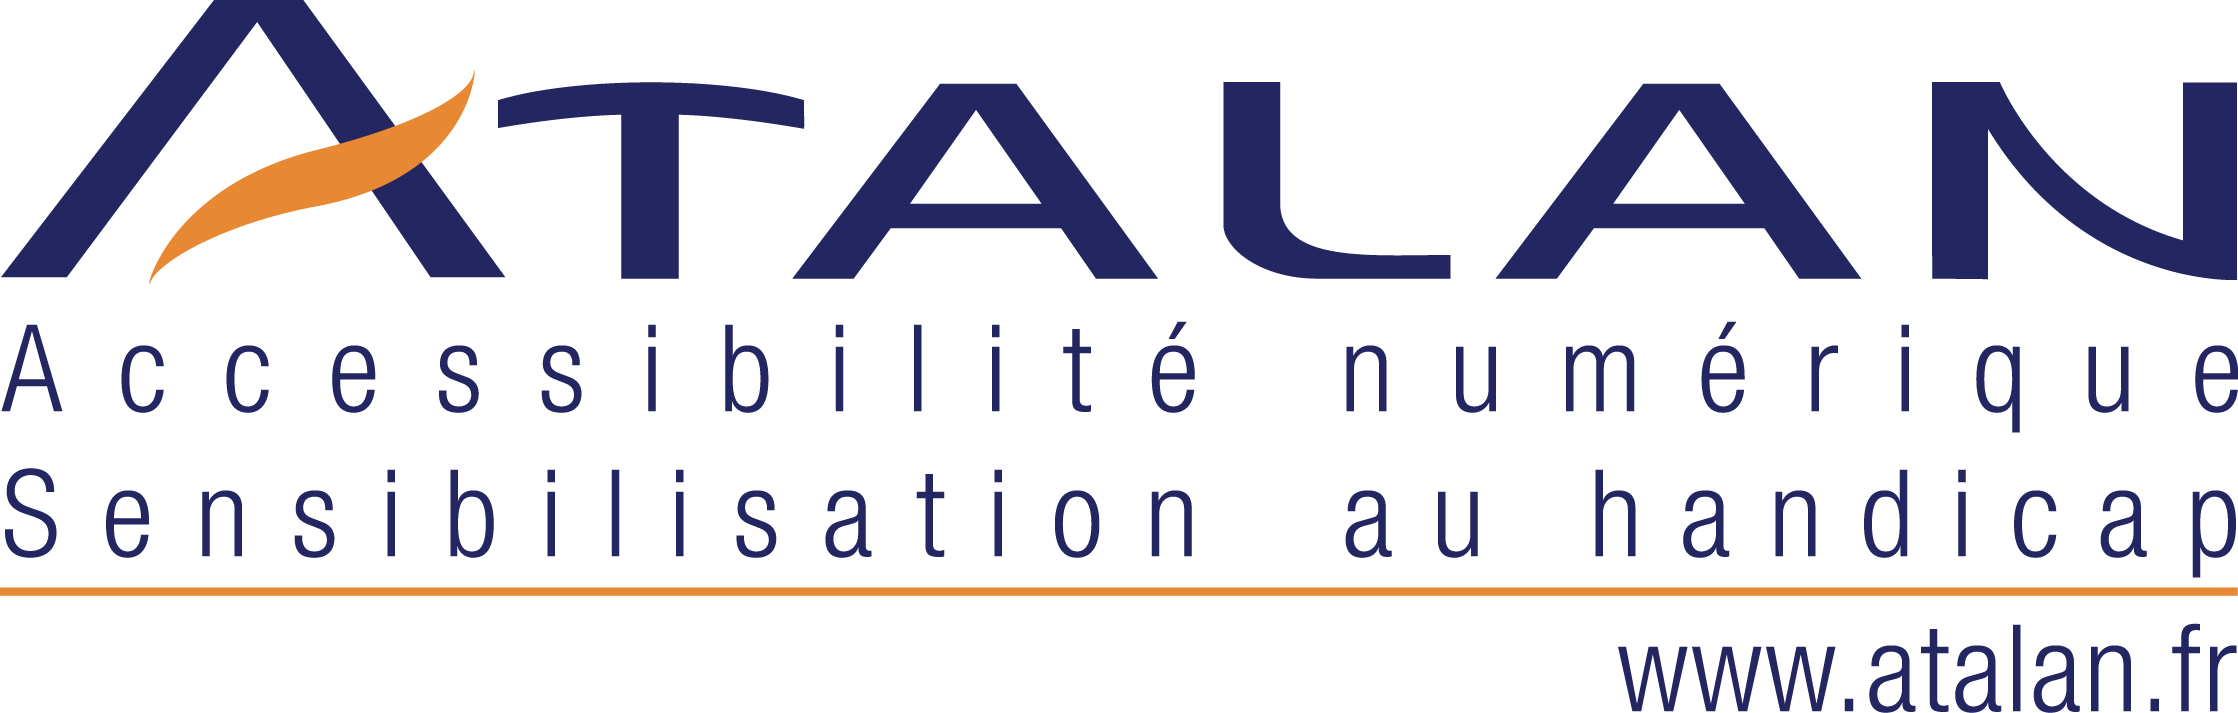 ATALAN
Accessibilité numérique
Sensibilisation au handicap
www.atalan.fr